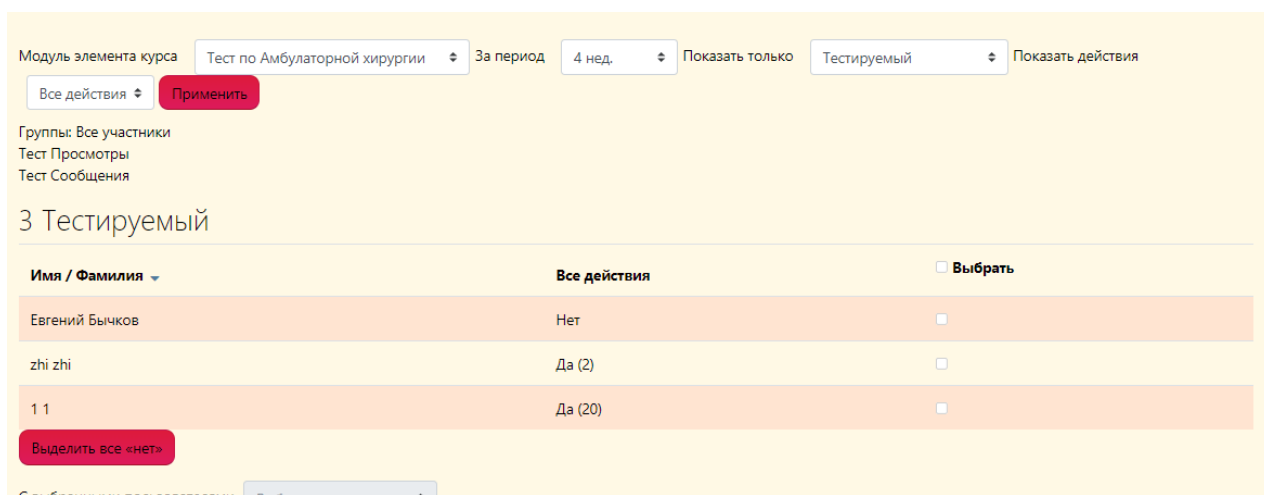 Модуль элемента курса Тест по Амбулаторной хирургии За период 4 нед. Показать только Тестируемый Показать действия
Все действия Применить
Группы: Все участники
Тест Просмотры
Тест Сообщения
3 Тестируемый
Имя / Фамилия Все действия Выбрать
Евгений Бычков Нет
zhi zhi Да (2)
1 1 Да (20)
Выделить все «нет»